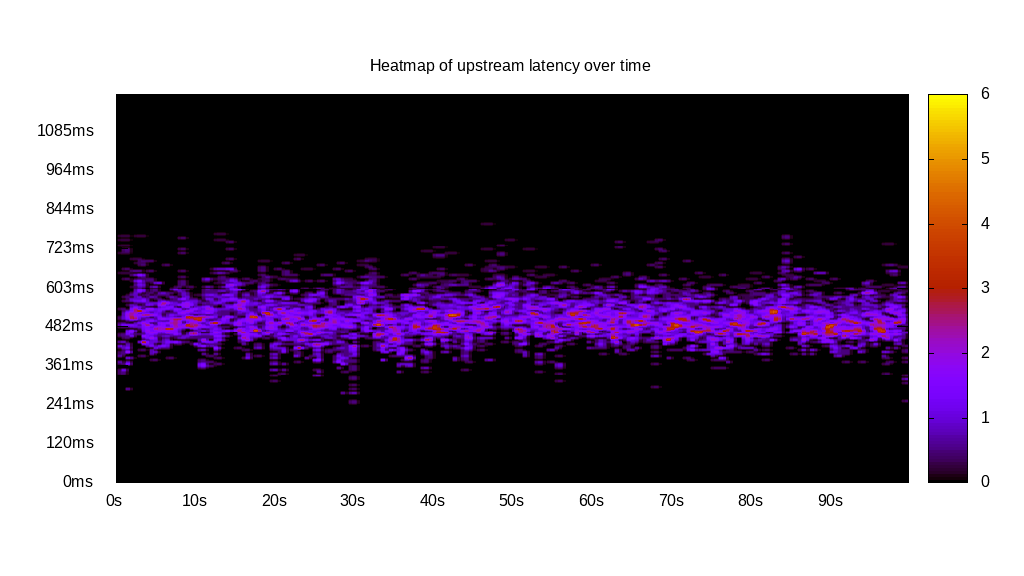 Heatmap of upstream latency over time
1085ms
964ms
844ms
723ms
603ms
482ms
361ms
241ms
120ms
0ms
0s 10s 20s 30s 40s 50s 60s 70s 80s 90s
6
5
4
3
2
1
0